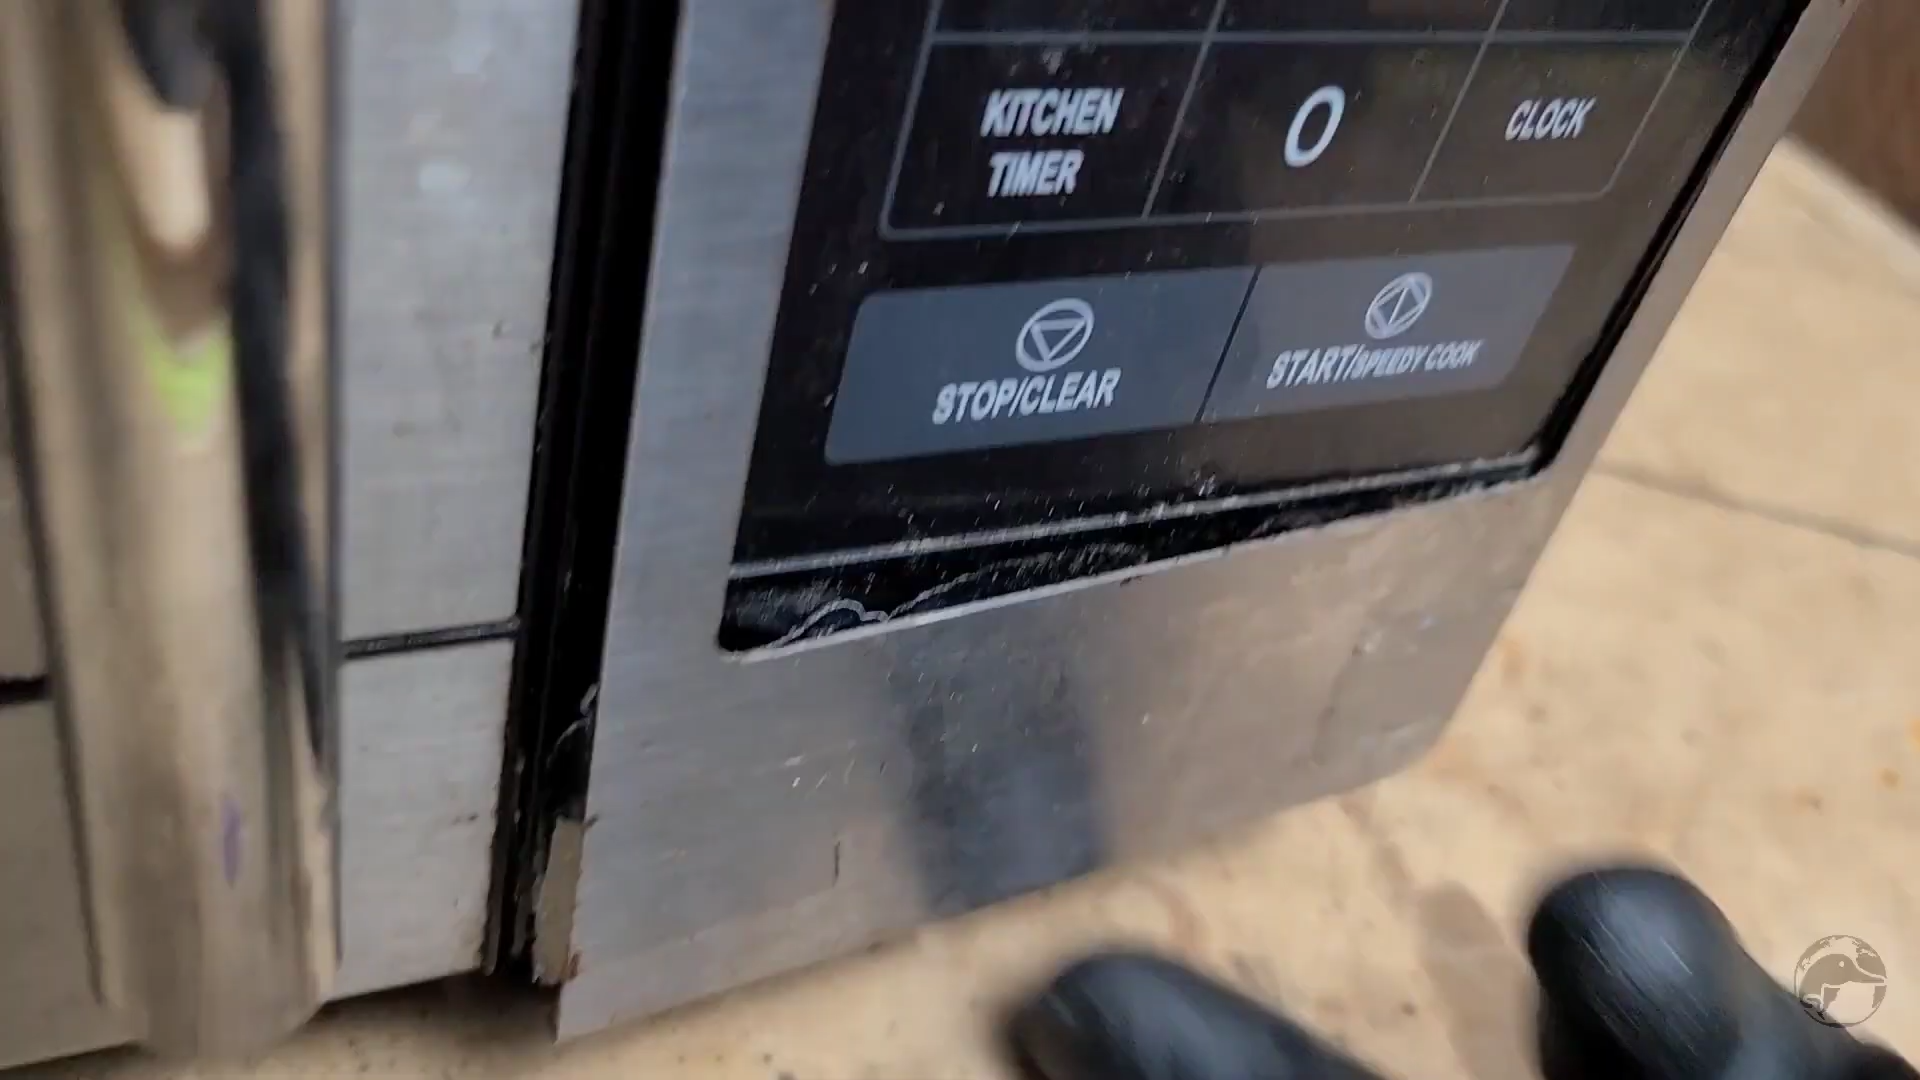 KITCHEN
TIMER
0
CLOCK
STOP/CLEAR
START/SPEEDY COOK